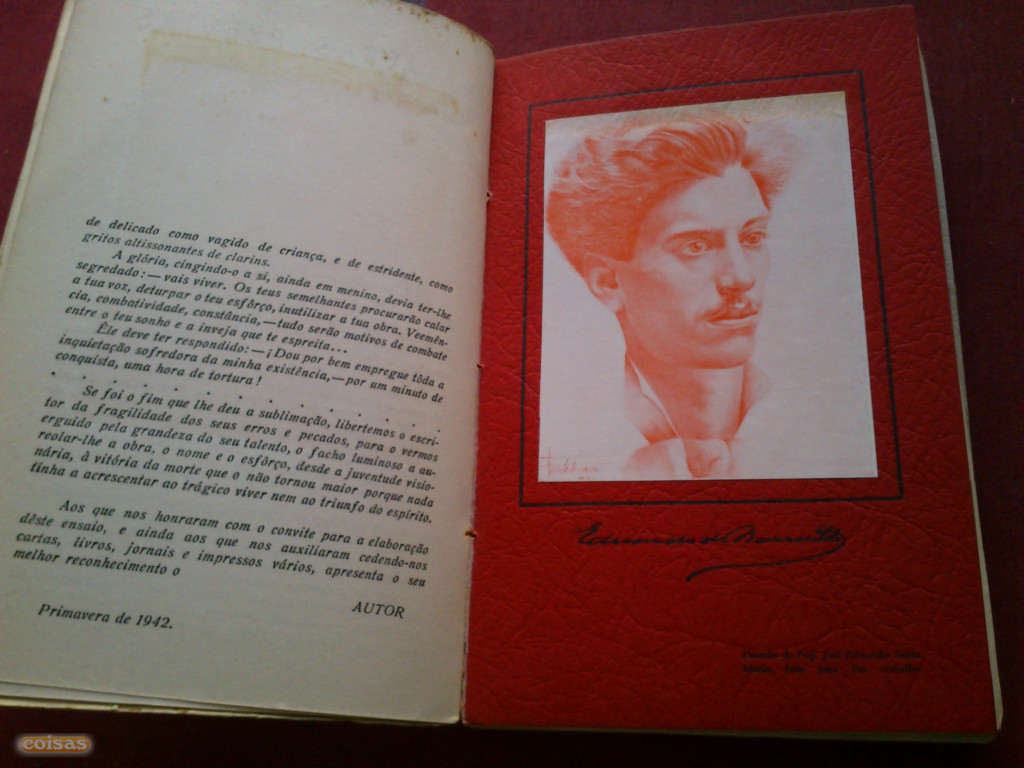 de delicado como vagido de criança, e de estridente, como
gritos altissonantes de clarins.
A glória, cingindo-o a si, ainda em menino, devia ter-lhe
segredado: — vais viver. Os teus semelhantes procurarão calar
a tua voz, deturpar o teu esfôrço, inutilizar a tua obra. Veemên-
cia, combatividade, constância, — tudo serão motivos de combate
entre o teu sonho e a inveja que te espreita...
Êle deve ter respondido: — ¡Dou por bem empregue tôda a
inquietação sofredora da minha existência, — por um minuto de
conquista, uma hora de tortura!
. . . . . . . . . . . . .
Se foi o fim que lhe deu a sublimação, libertemos o escri-
tor da fragilidade dos seus erros e pecados, para o vermos
erguido pela grandeza do seu talento, o facho luminoso a au-
reolar-lhe a obra, o nome e o esfôrço, desde a juventude visio-
nária, à vitória da morte que o não tornou maior porque nada
tinha a acrescentar ao trágico viver nem ao triunfo do espírito.
Aos que nos honraram com o convite para a elaboração
dêste ensaio, e ainda aos que nos auxiliaram cedendo-nos
cartas, livros, jornais e impressos vários, apresenta o seu
melhor reconhecimento o
AUTOR
Primavera de 1942.
coisas